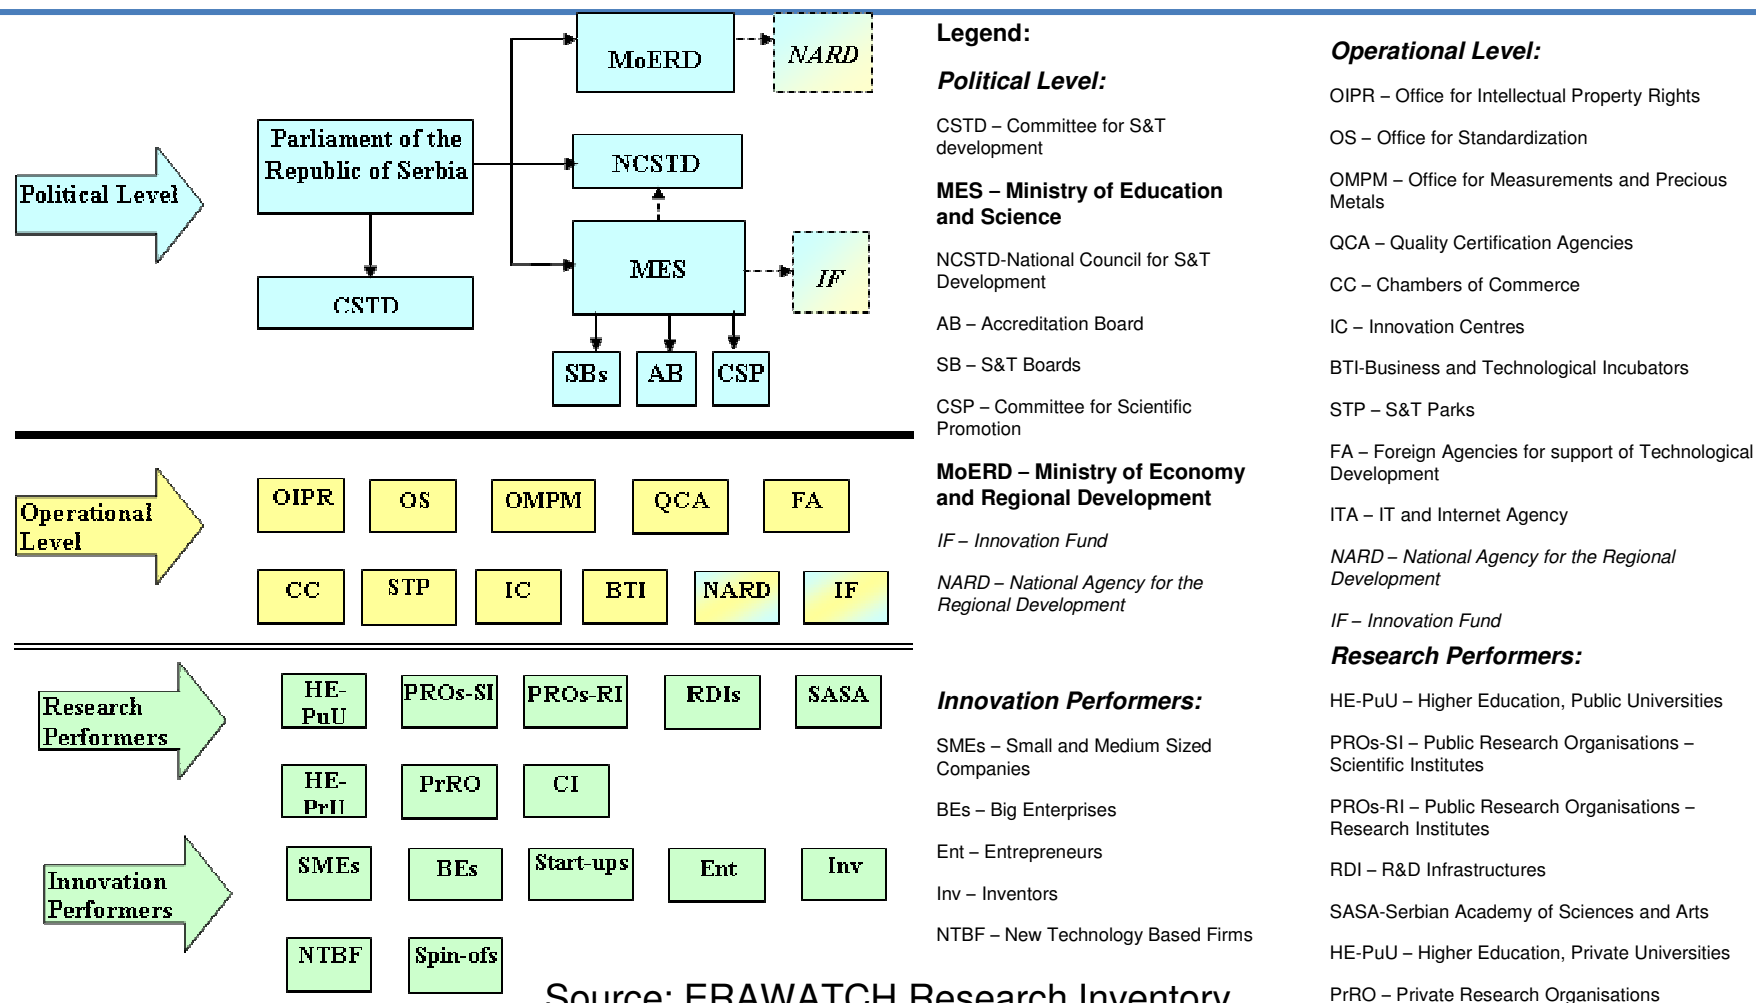 MoERD
NARD
Parliament of the
Republic of Serbia
NCSTD
Political Level
MES
IF
CSTD
SBs
AB
CSP
Operational
Level
OIPR
OS
OMPM
QCA
FA
CC
STP
IC
BTI
NARD
IF
Research
Performers
HE-
PuU
PROs-SI
PROs-RI
RDIs
SASA
HE-
PrU
PrRO
CI
Innovation
Performers
SMEs
BEs
Start-ups
Ent
Inv
NTBF
Spin-ofs
Legend:
Political Level:
CSTD – Committee for S&T
development
MES – Ministry of Education
and Science
NCSTD-National Council for S&T
Development
AB – Accreditation Board
SB – S&T Boards
CSP – Committee for Scientific
Promotion
MoERD – Ministry of Economy
and Regional Development
IF – Innovation Fund
NARD – National Agency for the
Regional Development
Innovation Performers:
SMEs – Small and Medium Sized
Companies
BEs – Big Enterprises
Ent – Entrepreneurs
Inv – Inventors
NTBF – New Technology Based Firms
Operational Level:
OIPR – Office for Intellectual Property Rights
OS – Office for Standardization
OMPM – Office for Measurements and Precious
Metals
QCA – Quality Certification Agencies
CC – Chambers of Commerce
IC – Innovation Centres
BTI-Business and Technological Incubators
STP – S&T Parks
FA – Foreign Agencies for support of Technological
Development
ITA – IT and Internet Agency
NARD – National Agency for the Regional
Development
IF – Innovation Fund
Research Performers:
HE-PuU – Higher Education, Public Universities
PROs-SI – Public Research Organisations –
Scientific Institutes
PROs-RI – Public Research Organisations –
Research Institutes
RDI – R&D Infrastructures
SASA-Serbian Academy of Sciences and Arts
HE-PuU – Higher Education, Private Universities
PrRO – Private Research Organisations
Source: ERAWATCH Research Inventory